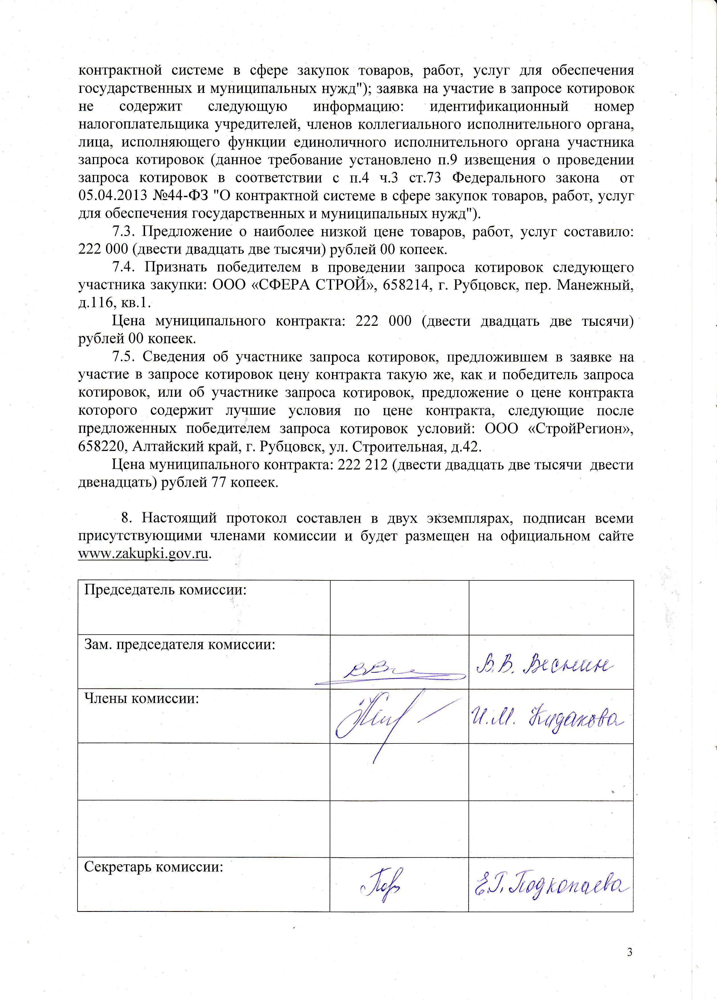 контрактной системе в сфере закупок товаров, работ, услуг для обеспечения
государственных и муниципальных нужд"); заявка на участие в запросе котировок
не содержит следующую информацию: идентификационный номер
налогоплательщика учредителей, членов коллегиального исполнительного органа,
лица, исполняющего функции единоличного исполнительного органа участника
запроса котировок (данное требование установлено п.9 извещения о проведении
запроса котировок в соответствии с п.4 ч.3 ст.73 Федерального закона от
05.04.2013 №44-ФЗ "О контрактной системе в сфере закупок товаров, работ, услуг
для обеспечения государственных и муниципальных нужд").
7.3. Предложение о наиболее низкой цене товаров, работ, услуг составило:
222 000 (двести двадцать две тысячи) рублей 00 копеек.
7.4. Признать победителем в проведении запроса котировок следующего
участника закупки: ООО «СФЕРА СТРОЙ», 658214, г. Рубцовск, пер. Манежный,
д.116, кв.1.
Цена муниципального контракта: 222 000 (двести двадцать две тысячи)
рублей 00 копеек.
7.5. Сведения об участнике запроса котировок, предложившем в заявке на
участие в запросе котировок цену контракта такую же, как и победитель запроса
котировок, или об участнике запроса котировок, предложение о цене контракта
которого содержит лучшие условия по цене контракта, следующие после
предложенных победителем запроса котировок условий: ООО «СтройРегион»,
658220, Алтайский край, г. Рубцовск, ул. Строительная, д.42.
Цена муниципального контракта: 222 212 (двести двадцать две тысячи двести
двенадцать) рублей 77 копеек.
8. Настоящий протокол составлен в двух экземплярах, подписан всеми
присутствующими членами комиссии и будет размещен на официальном сайте
www.zakupki.gov.ru.
Председатель комиссии:
Зам. председателя комиссии:
В.В. Веснин
Члены комиссии:
И.М. Кудакова
Секретарь комиссии:
Е.Г. Подкопаева
3